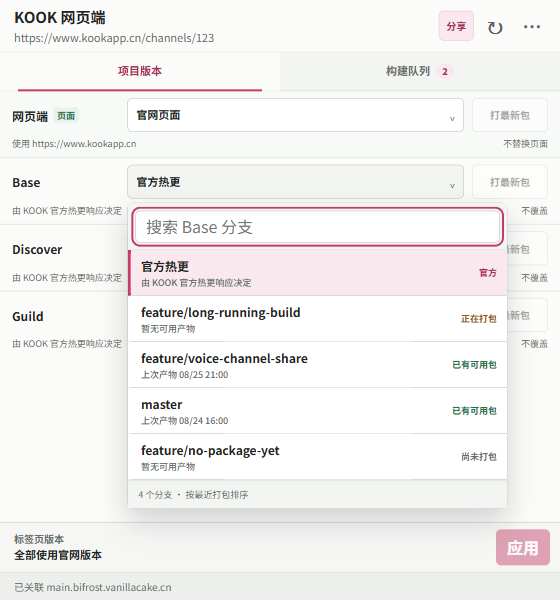 KOOK 网页端
https://www.kookapp.cn/channels/123
分享
项目版本
构建队列 2
网页端 页面
官网页面
打最新包
使用 https://www.kookapp.cn
不替换页面
Base
官方热更
打最新包
由 KOOK 官方热更响应决定
不覆盖
搜索 Base 分支
Discover
最新包
由 KOOK 官方热更响应决定
不覆盖
Guild
最新包
由 KOOK 官方热更响应决定
不覆盖
官方热更
由 KOOK 官方热更响应决定
官方
feature/long-running-build
暂无可用产物
正在打包
feature/voice-channel-share
上次产物 08/25 21:00
已有可用包
master
上次产物 08/24 16:00
已有可用包
feature/no-package-yet
暂无可用产物
尚未打包
4 个分支 · 按最近打包排序
标签页版本
全部使用官网版本
应用
已关联 main.bifrost.vanillacake.cn